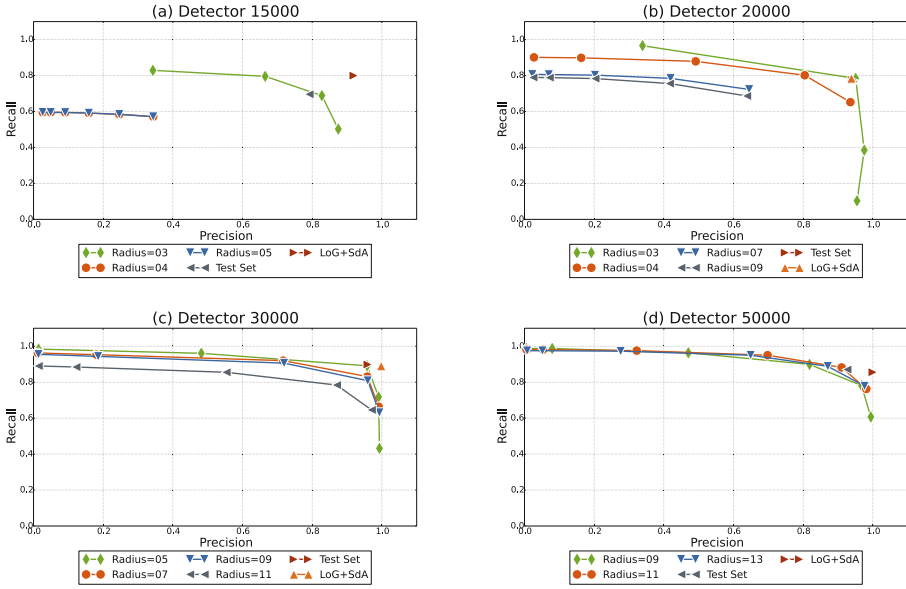 (a) Detector 15000
1.0
0.8
0.6
0.4
0.2
0.0
Recall
0.0 0.2 0.4 0.6 0.8 1.0
Precision
Radius=03 Radius=05 LoG+SdA
Radius=04 Test Set
(b) Detector 20000
1.0
0.8
0.6
0.4
0.2
0.0
Recall
0.0 0.2 0.4 0.6 0.8 1.0
Precision
Radius=03 Radius=07 Test Set
Radius=04 Radius=09 LoG+SdA
(c) Detector 30000
1.0
0.8
0.6
0.4
0.2
0.0
Recall
0.0 0.2 0.4 0.6 0.8 1.0
Precision
Radius=05 Radius=09 Test Set
Radius=07 Radius=11 LoG+SdA
(d) Detector 50000
1.0
0.8
0.6
0.4
0.2
0.0
Recall
0.0 0.2 0.4 0.6 0.8 1.0
Precision
Radius=09 Radius=13 LoG+SdA
Radius=11 Test Set